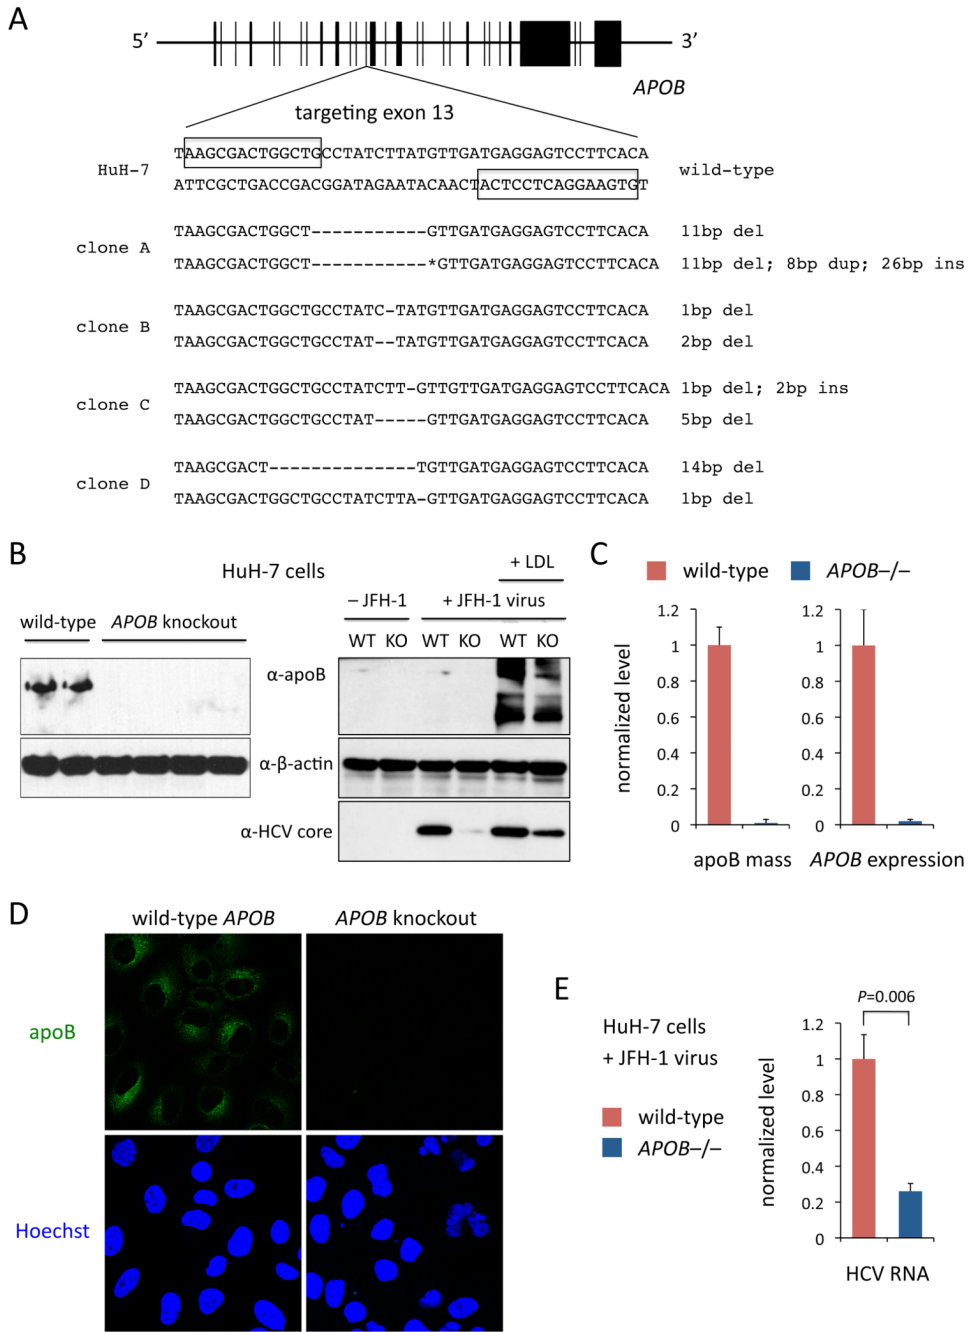 A
5’ 3’
APOB
targeting exon 13
TAAGCGACTGGCTGCCTATCTTATGTTGATGAGGAGTCCTTCACA
HuH-7 wild-type
ATTCGCTGACCGACGGATAGAATACAACTACTCCTCAGGAAGTGT
TAAGCGACTGGCT-----------GTTGATGAGGAGTCCTTCACA 11bp del
clone A
TAAGCGACTGGCT-----------*GTTGATGAGGAGTCCTTCACA 11bp del; 8bp dup; 26bp ins
TAAGCGACTGGCTGCCTATC-TATGTTGATGAGGAGTCCTTCACA 1bp del
clone B
TAAGCGACTGGCTGCCTAT--TATGTTGATGAGGAGTCCTTCACA 2bp del
TAAGCGACTGGCTGCCTATCTT-GTTGTTGATGAGGAGTCCTTCACA 1bp del; 2bp ins
clone C
TAAGCGACTGGCTGCCTAT-----GTTGATGAGGAGTCCTTCACA 5bp del
TAAGCGACT--------------TGTTGATGAGGAGTCCTTCACA 14bp del
clone D
TAAGCGACTGGCTGCCTATCTTA-GTTGATGAGGAGTCCTTCACA 1bp del
B
HuH-7 cells
+ LDL
– JFH-1 + JFH-1 virus
wild-type APOB knockout
WT KO WT KO WT KO
α-apoB
α-β-actin
α-HCV core
C
wild-type APOB–/–
normalized level
1.2
1
0.8
0.6
0.4
0.2
0
apoB mass
1.2
1
0.8
0.6
0.4
0.2
0
APOB expression
D
wild-type APOB APOB knockout
apoB
Hoechst
E
HuH-7 cells
+ JFH-1 virus
wild-type
APOB–/–
P=0.006
normalized level
1.2
1
0.8
0.6
0.4
0.2
0
HCV RNA